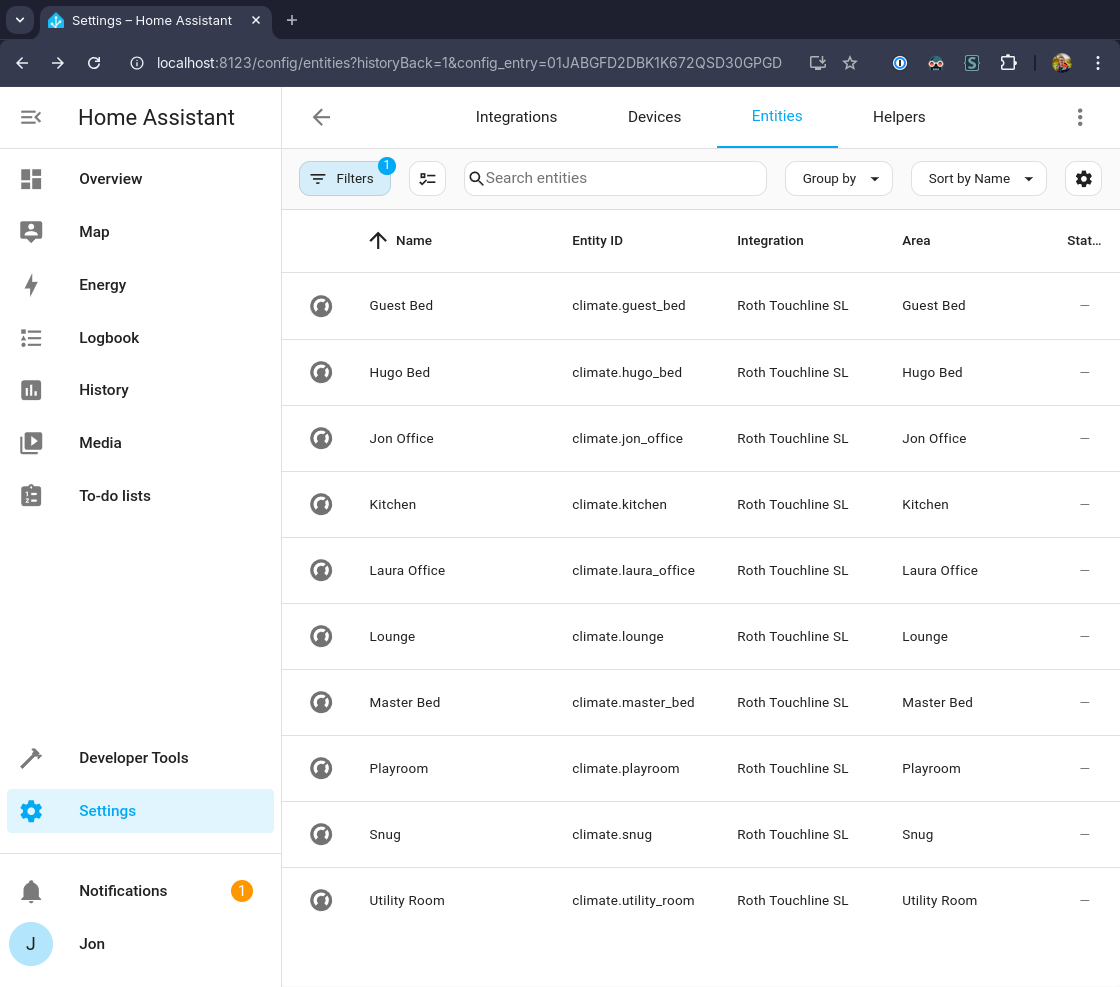 Settings – Home Assistant
localhost:8123/config/entities?historyBack=1&config_entry=01JABGFD2DBK1K672QSD30GPGD
Home Assistant
Integrations Devices Entities Helpers
Overview
Map
Energy
Logbook
History
Media
To-do lists
Developer Tools
Settings
Notifications 1
J Jon
Filters 1 Search entities Group by Sort by Name
Name Entity ID Integration Area Stat…
Guest Bed climate.guest_bed Roth Touchline SL Guest Bed —
Hugo Bed climate.hugo_bed Roth Touchline SL Hugo Bed —
Jon Office climate.jon_office Roth Touchline SL Jon Office —
Kitchen climate.kitchen Roth Touchline SL Kitchen —
Laura Office climate.laura_office Roth Touchline SL Laura Office —
Lounge climate.lounge Roth Touchline SL Lounge —
Master Bed climate.master_bed Roth Touchline SL Master Bed —
Playroom climate.playroom Roth Touchline SL Playroom —
Snug climate.snug Roth Touchline SL Snug —
Utility Room climate.utility_room Roth Touchline SL Utility Room —